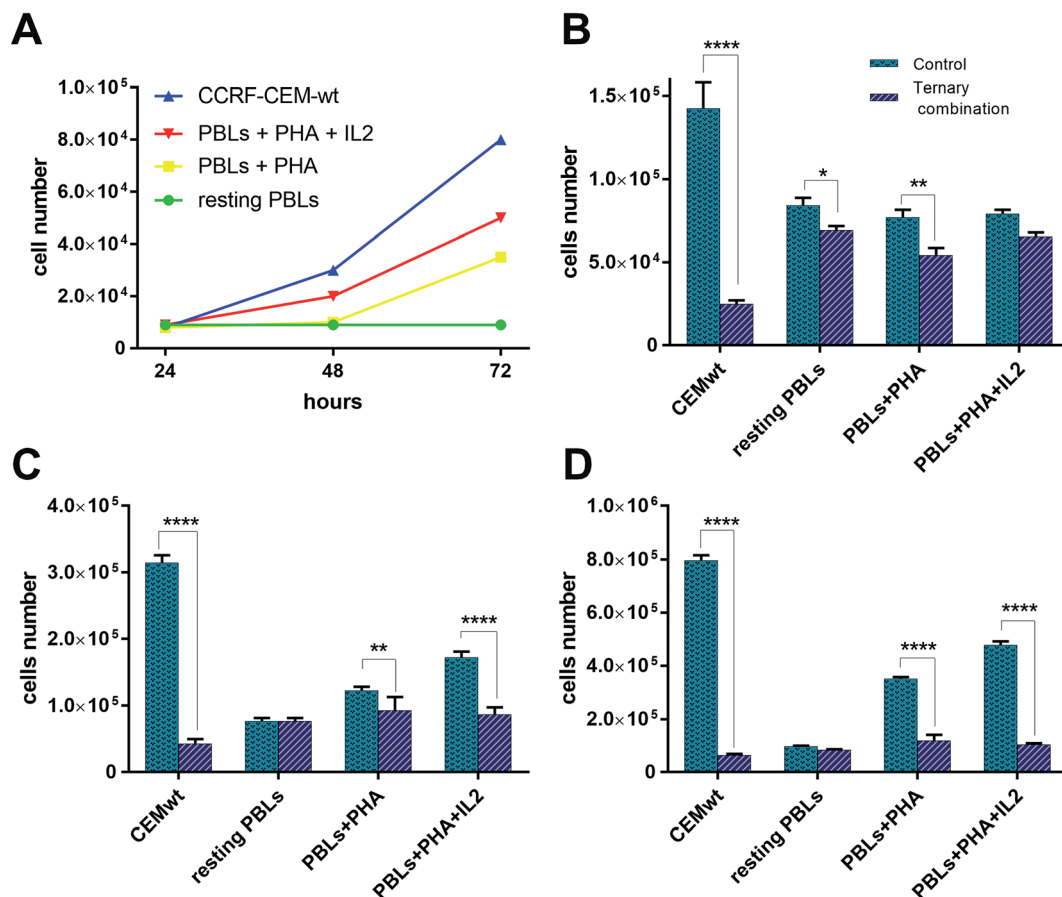 A
cell number
1.0×10⁵
8.0×10⁴
6.0×10⁴
4.0×10⁴
2.0×10⁴
0
CCRF-CEM-wt
PBLs + PHA + IL2
PBLs + PHA
resting PBLs
24 48 72
hours
B
cells number
1.5×10⁵
1.0×10⁵
5.0×10⁴
0
Control
Ternary
combination
****
*
**
CEMwt
resting PBLs
PBLs+PHA
PBLs+PHA+IL2
C
cells number
4.0×10⁵
3.0×10⁵
2.0×10⁵
1.0×10⁵
0
****
**
****
CEMwt
resting PBLs
PBLs+PHA
PBLs+PHA+IL2
D
cells number
1.0×10⁶
8.0×10⁵
6.0×10⁵
4.0×10⁵
2.0×10⁵
0
****
****
****
CEMwt
resting PBLs
PBLs+PHA
PBLs+PHA+IL2